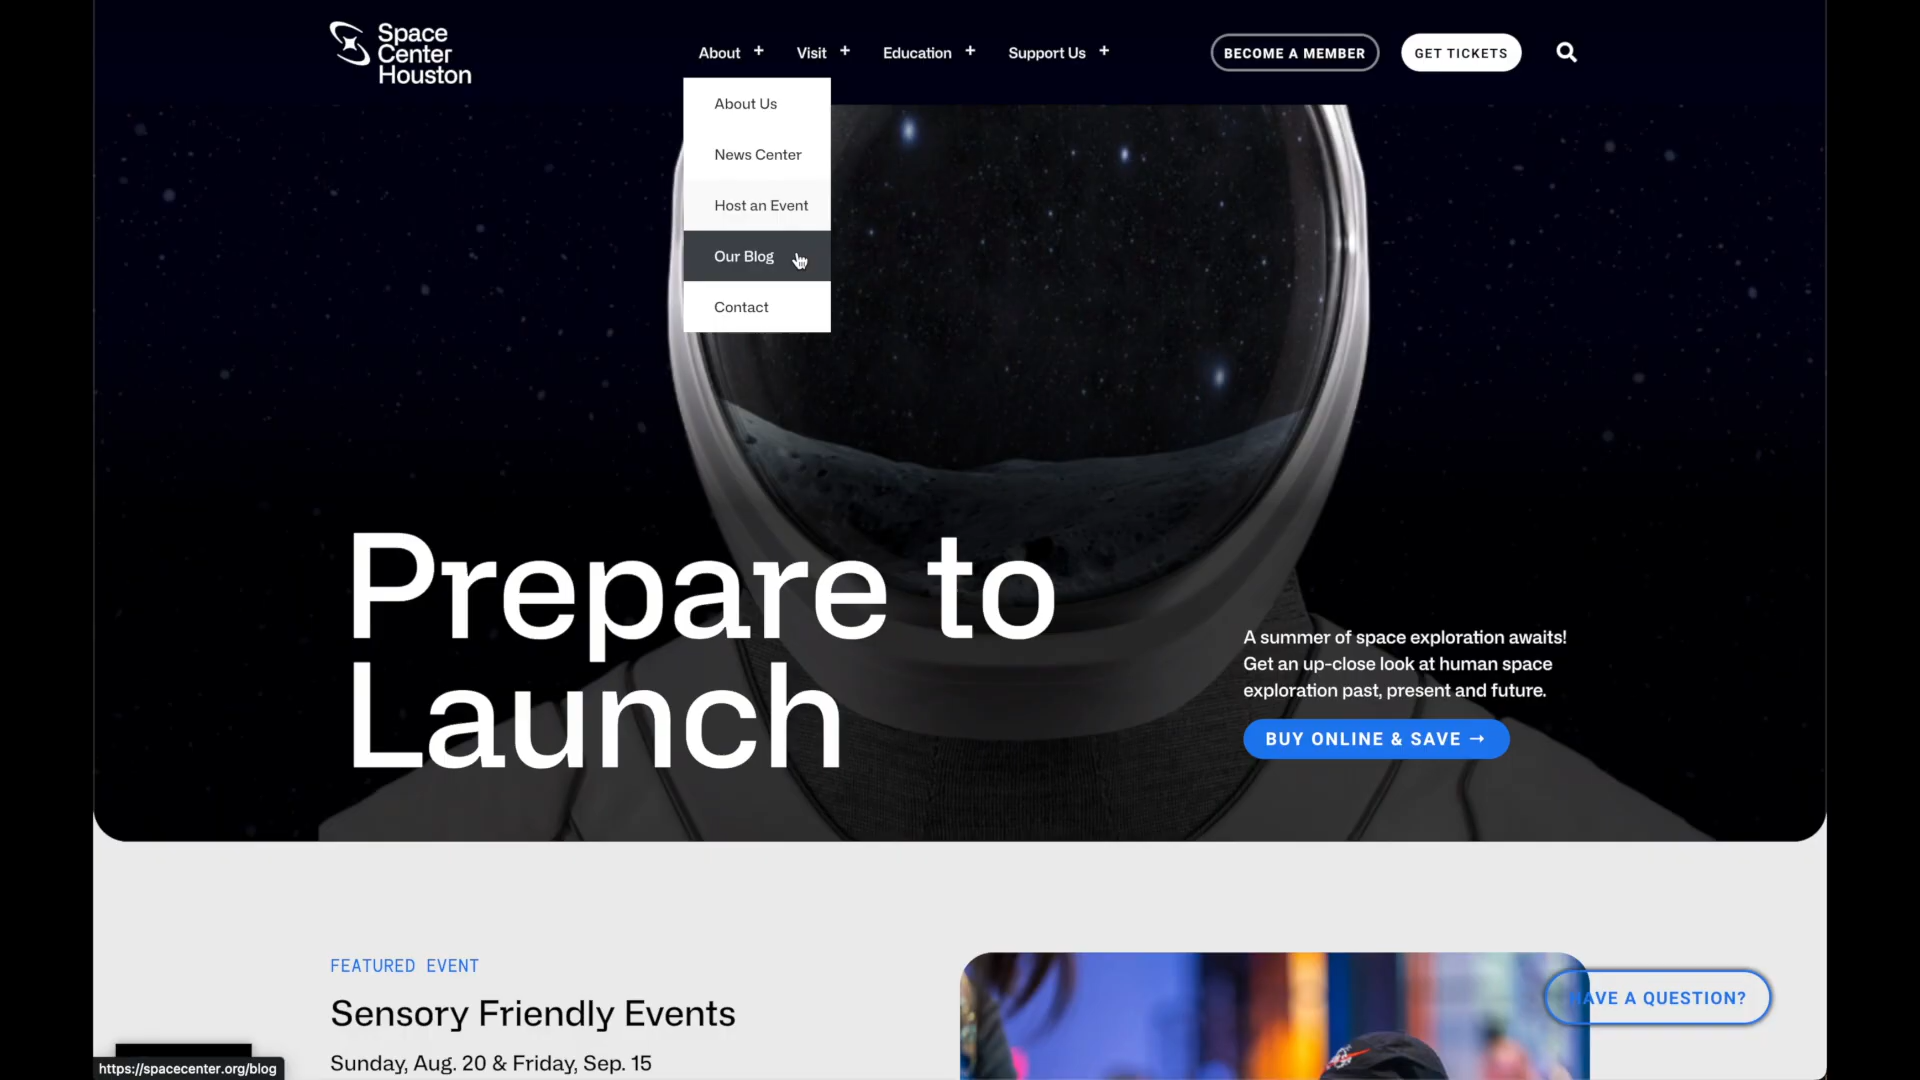 Space
Center
Houston
About +
Visit +
Education +
Support Us +
BECOME A MEMBER
GET TICKETS
About Us
News Center
Host an Event
Our Blog
Contact
Prepare to
Launch
A summer of space exploration awaits!
Get an up-close look at human space
exploration past, present and future.
BUY ONLINE & SAVE →
FEATURED EVENT
Sensory Friendly Events
Sunday, Aug. 20 & Friday, Sep. 15
HAVE A QUESTION?
https://spacecenter.org/blog